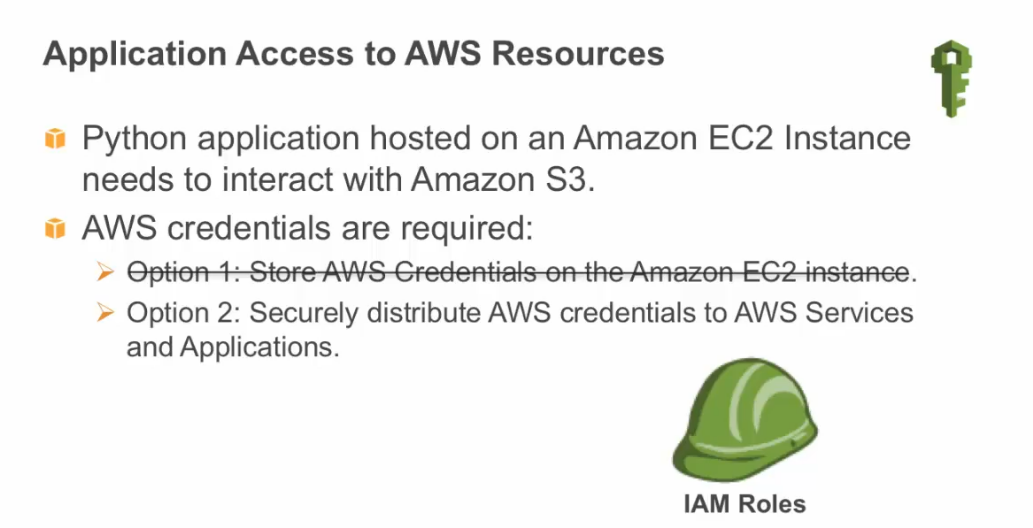 Application Access to AWS Resources
Python application hosted on an Amazon EC2 Instance
needs to interact with Amazon S3.
AWS credentials are required:
Option 1: Store AWS Credentials on the Amazon EC2 instance.
Option 2: Securely distribute AWS credentials to AWS Services
and Applications.
IAM Roles